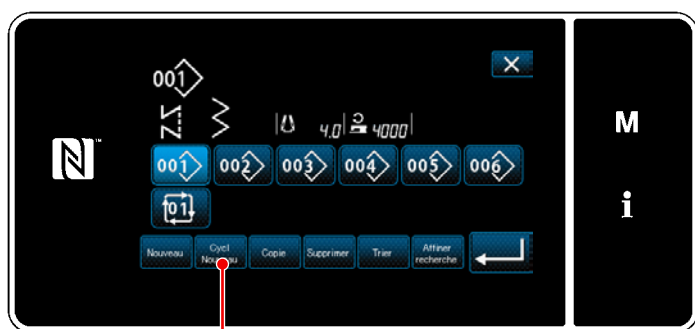 001
4.0 4000
001 002 003 004 005 006
01
Nouveau Cycl Nouveau Copie Supprimer Trier Affiner recherche
M
i
N™